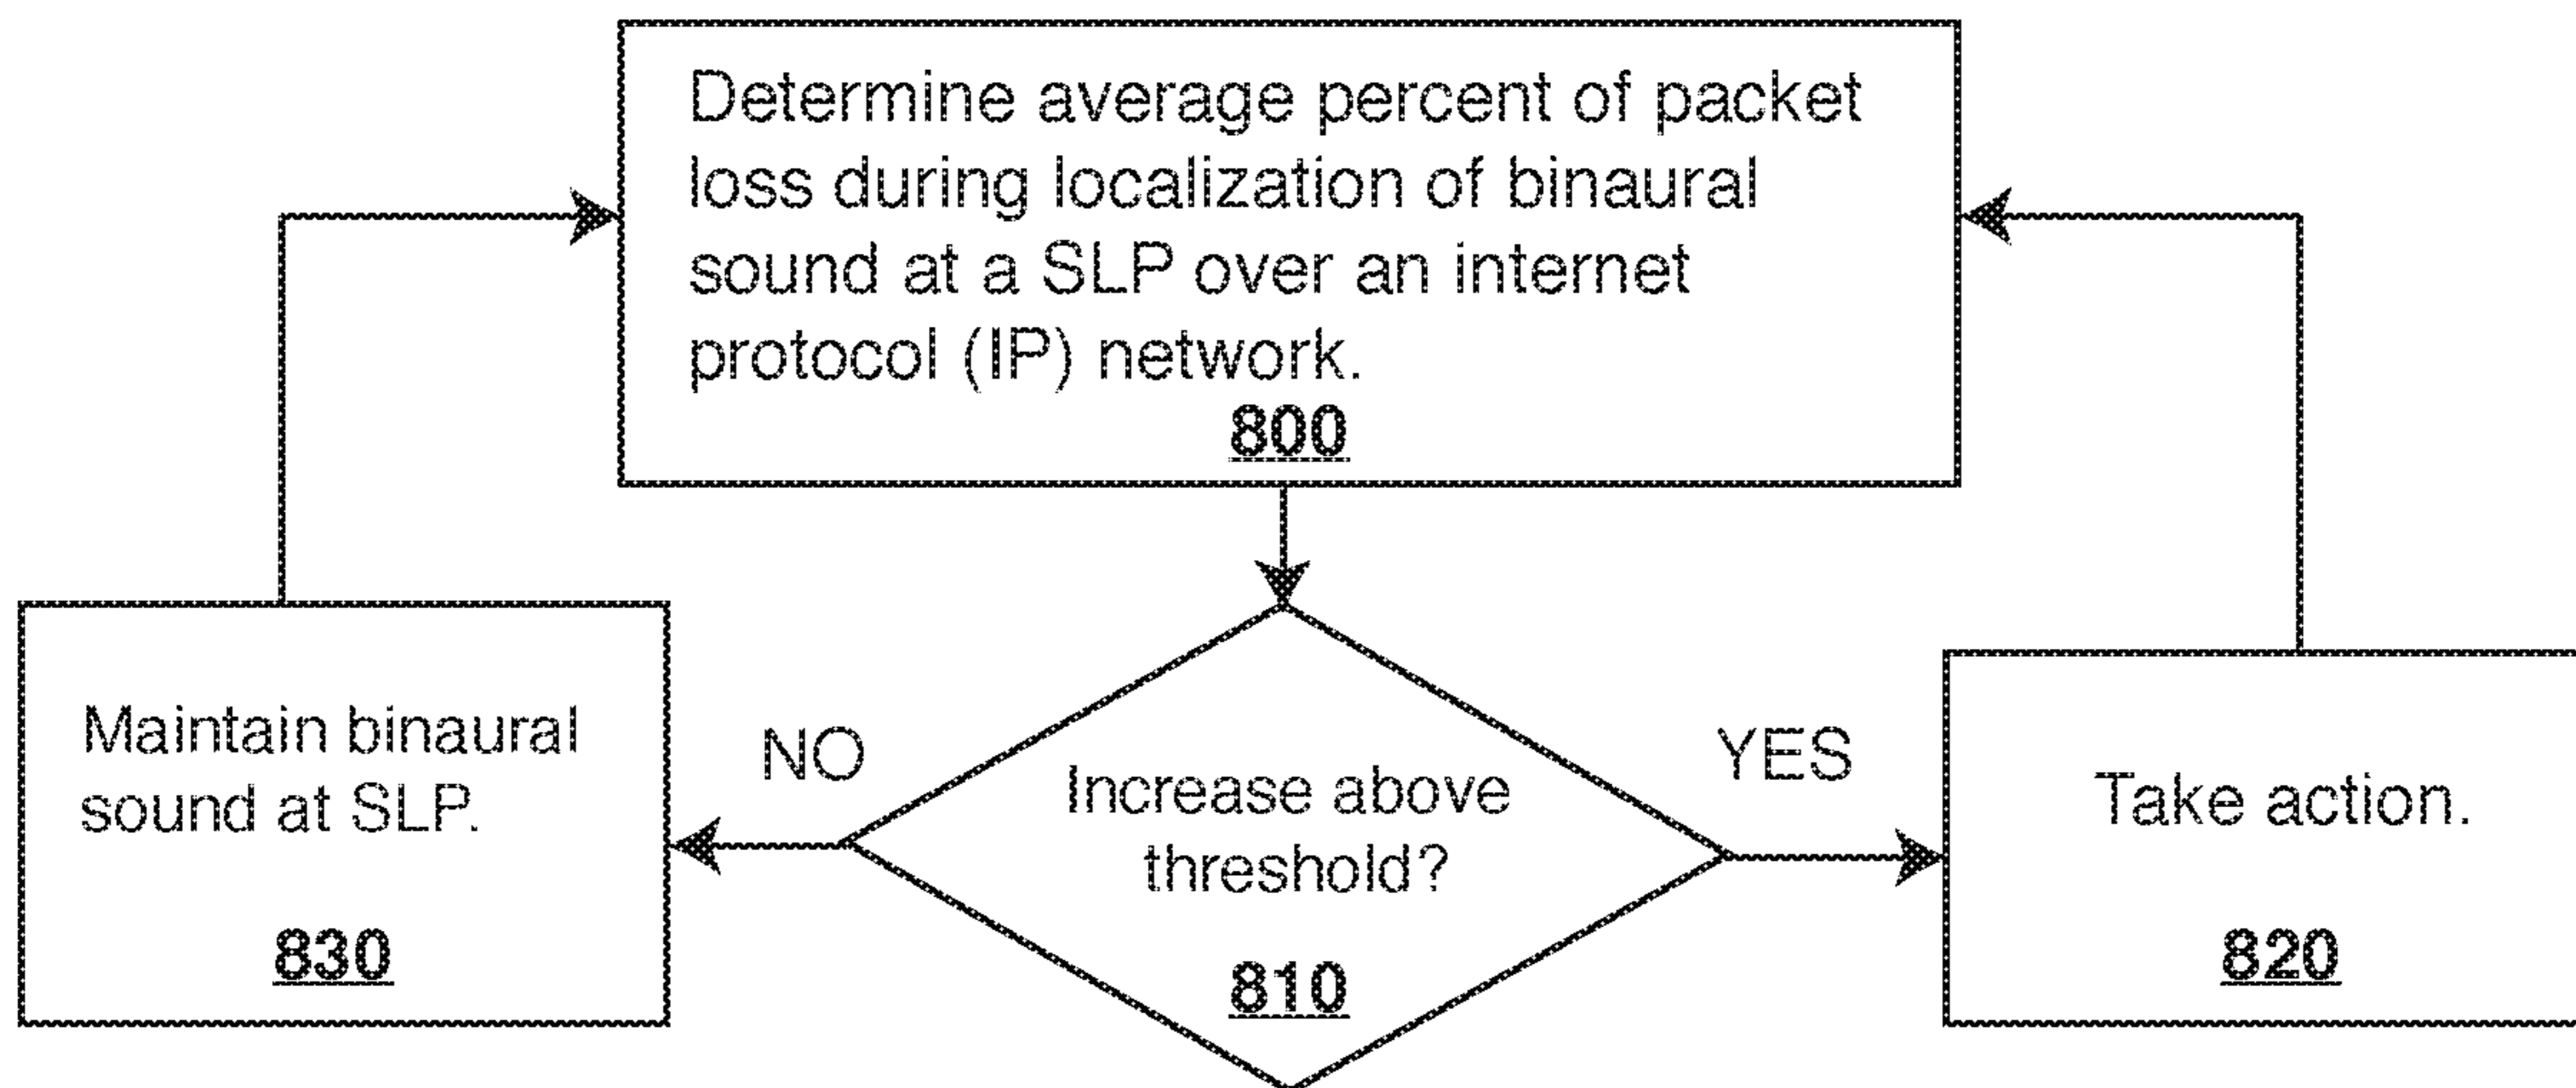 Determine average percent of packet
loss during localization of binaural
sound at a SLP over an internet
protocol (IP) network.
800
Maintain binaural
sound at SLP.
830
NO
Increase above
threshold?
810
YES
Take action.
820